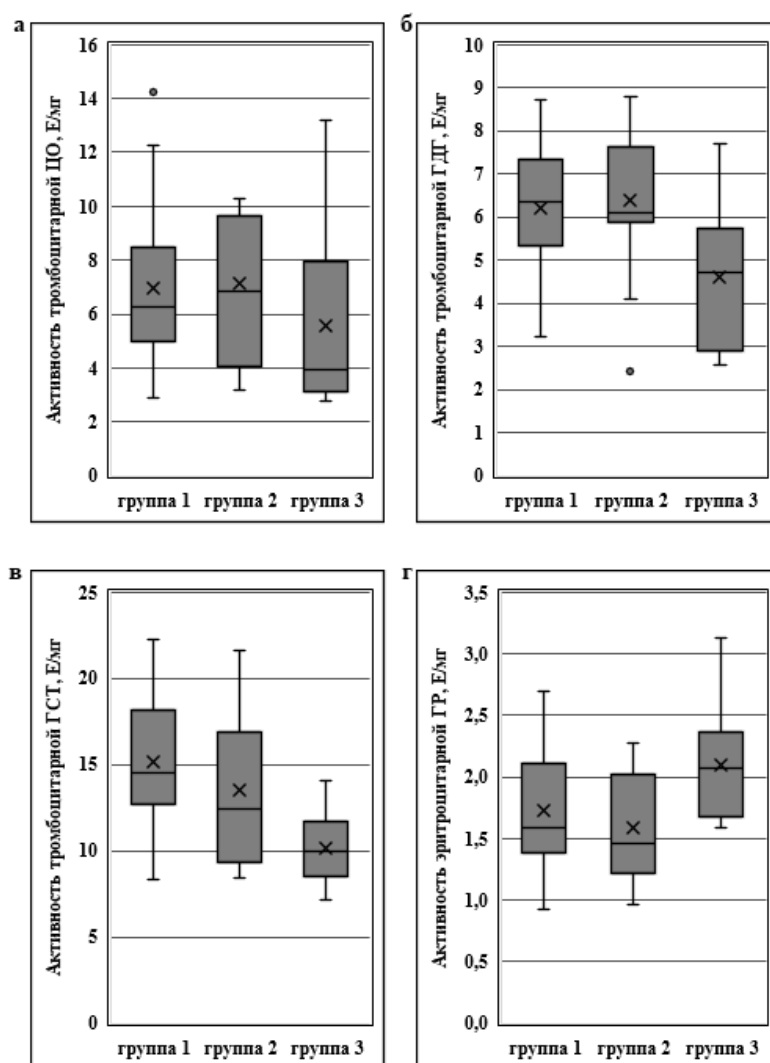 а
Активность тромбоцитарной ЦО, Е/мг
16
14
12
10
8
6
4
2
0
группа 1 группа 2 группа 3
б
Активность тромбоцитарной ГДГ, Е/мг
10
9
8
7
6
5
4
3
2
1
0
группа 1 группа 2 группа 3
в
Активность тромбоцитарной ГСТ, Е/мг
25
20
15
10
5
0
группа 1 группа 2 группа 3
г
Активность эритроцитарной ГР, Е/мг
3,5
3,0
2,5
2,0
1,5
1,0
0,5
0,0
группа 1 группа 2 группа 3